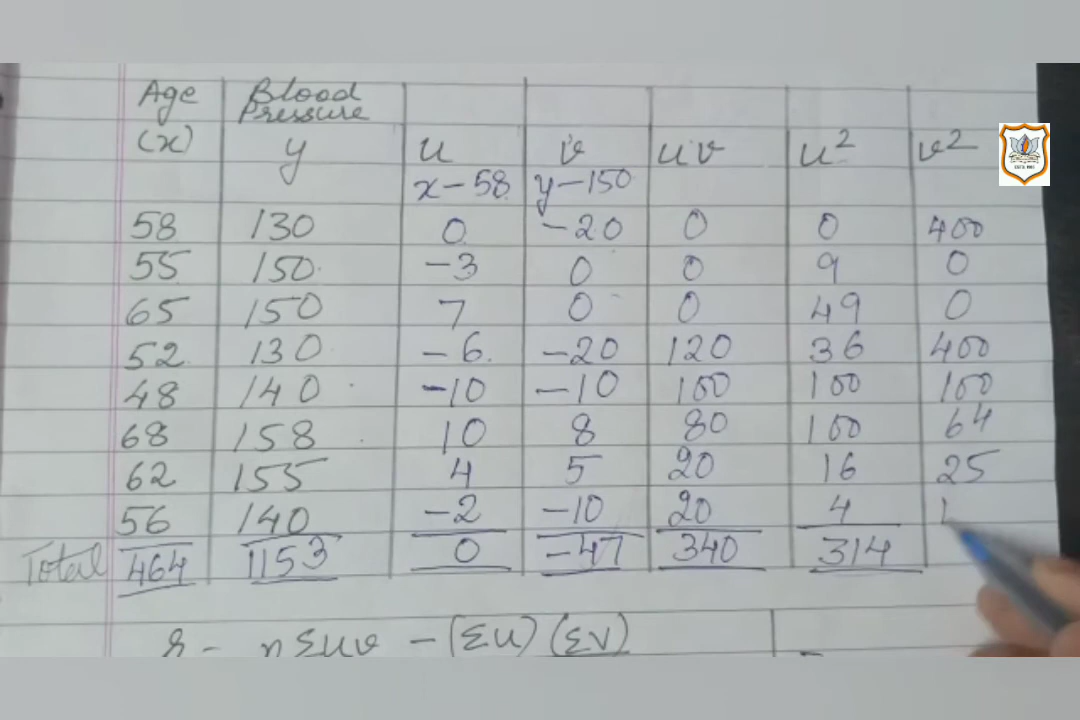 Age Blood Pressure
(x) y u v uv u² v²
x-58 y-150
58 130 0 -20 0 0 400
55 150 -3 0 0 9 0
65 150 7 0 0 49 0
52 130 -6 -20 120 36 400
48 140 -10 -10 100 100 100
68 158 10 8 80 100 64
62 155 4 5 20 16 25
56 140 -2 -10 20 4 1
Total 464 1153 0 -47 340 314
r - nΣuv - (Σu) (Σv)